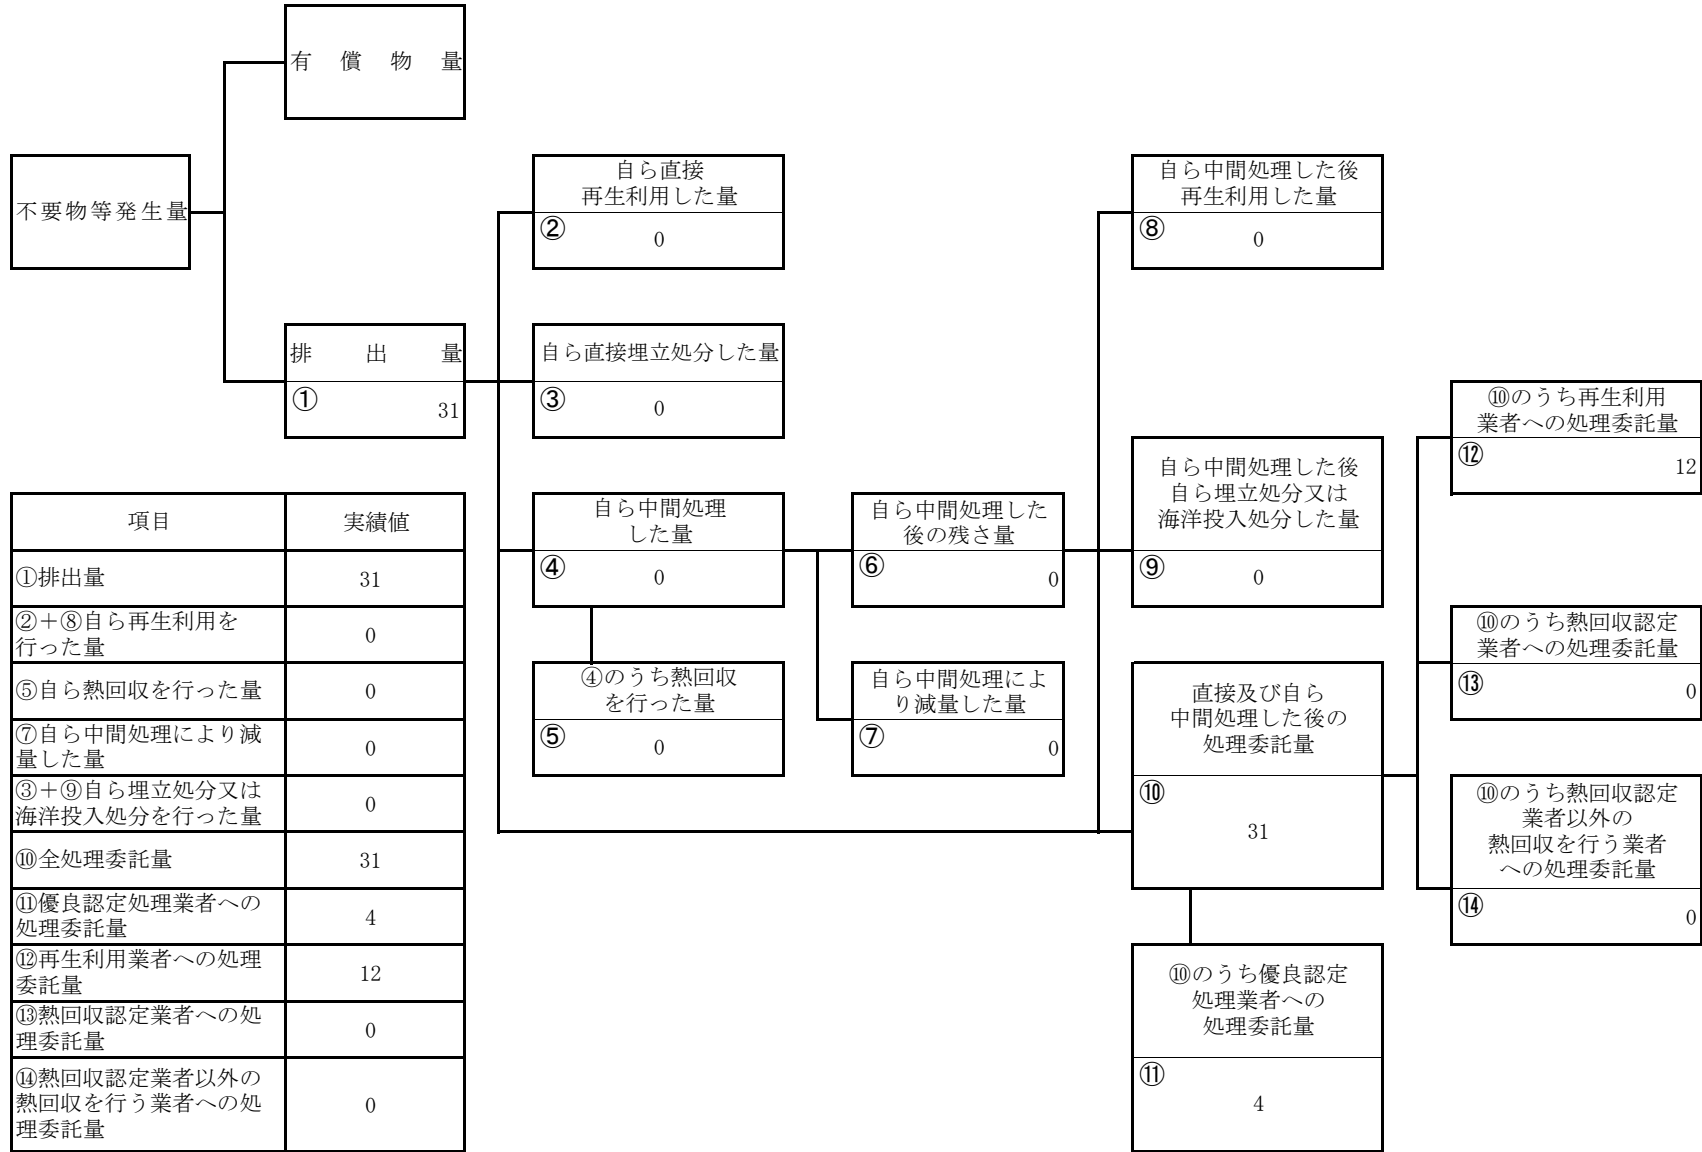 有償物量
不要物等発生量
排出量
①
31
自ら直接
再生利用した量
②
0
自ら直接埋立処分した量
③
0
自ら中間処理
した量
④
0
④のうち熱回収
を行った量
⑤
0
自ら中間処理した
後の残さ量
⑥
0
自ら中間処理によ
り減量した量
⑦
0
自ら中間処理した後
再生利用した量
⑧
0
自ら中間処理した後
自ら埋立処分又は
海洋投入処分した量
⑨
0
直接及び自ら
中間処理した後の
処理委託量
⑩
31
⑩のうち優良認定
処理業者への
処理委託量
⑪
4
⑩のうち再生利用
業者への処理委託量
⑫
12
⑩のうち熱回収認定
業者への処理委託量
⑬
0
⑩のうち熱回収認定
業者以外の
熱回収を行う業者
への処理委託量
⑭
0
項目 実績値
①排出量 31
②＋⑧自ら再生利用を
行った量 0
⑤自ら熱回収を行った量 0
⑦自ら中間処理により減
量した量 0
③＋⑨自ら埋立処分又は
海洋投入処分を行った量 0
⑩全処理委託量 31
⑪優良認定処理業者への
処理委託量 4
⑫再生利用業者への処理
委託量 12
⑬熱回収認定業者への処
理委託量 0
⑭熱回収認定業者以外の
熱回収を行う業者への処
理委託量 0